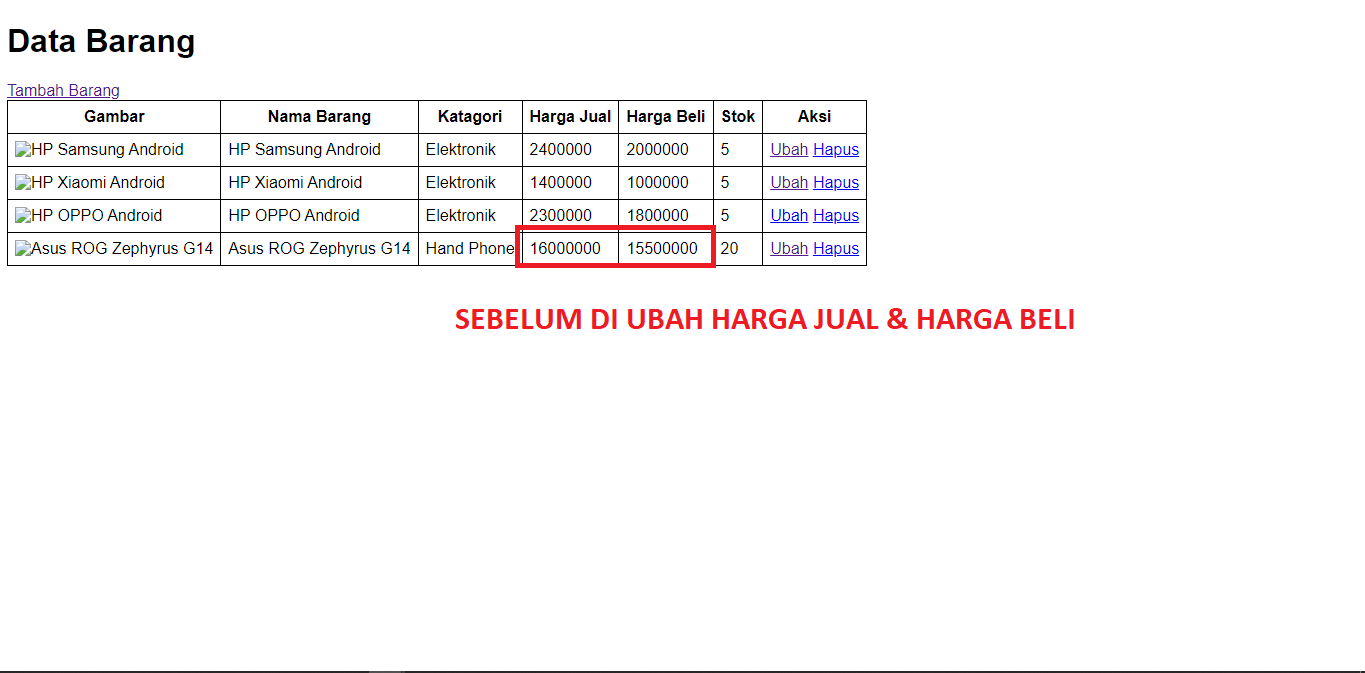 Data Barang
Tambah Barang
Gambar Nama Barang Katagori Harga Jual Harga Beli Stok Aksi
HP Samsung Android HP Samsung Android Elektronik 2400000 2000000 5 Ubah Hapus
HP Xiaomi Android HP Xiaomi Android Elektronik 1400000 1000000 5 Ubah Hapus
HP OPPO Android HP OPPO Android Elektronik 2300000 1800000 5 Ubah Hapus
Asus ROG Zephyrus G14 Asus ROG Zephyrus G14 Hand Phone 16000000 15500000 20 Ubah Hapus
SEBELUM DI UBAH HARGA JUAL & HARGA BELI